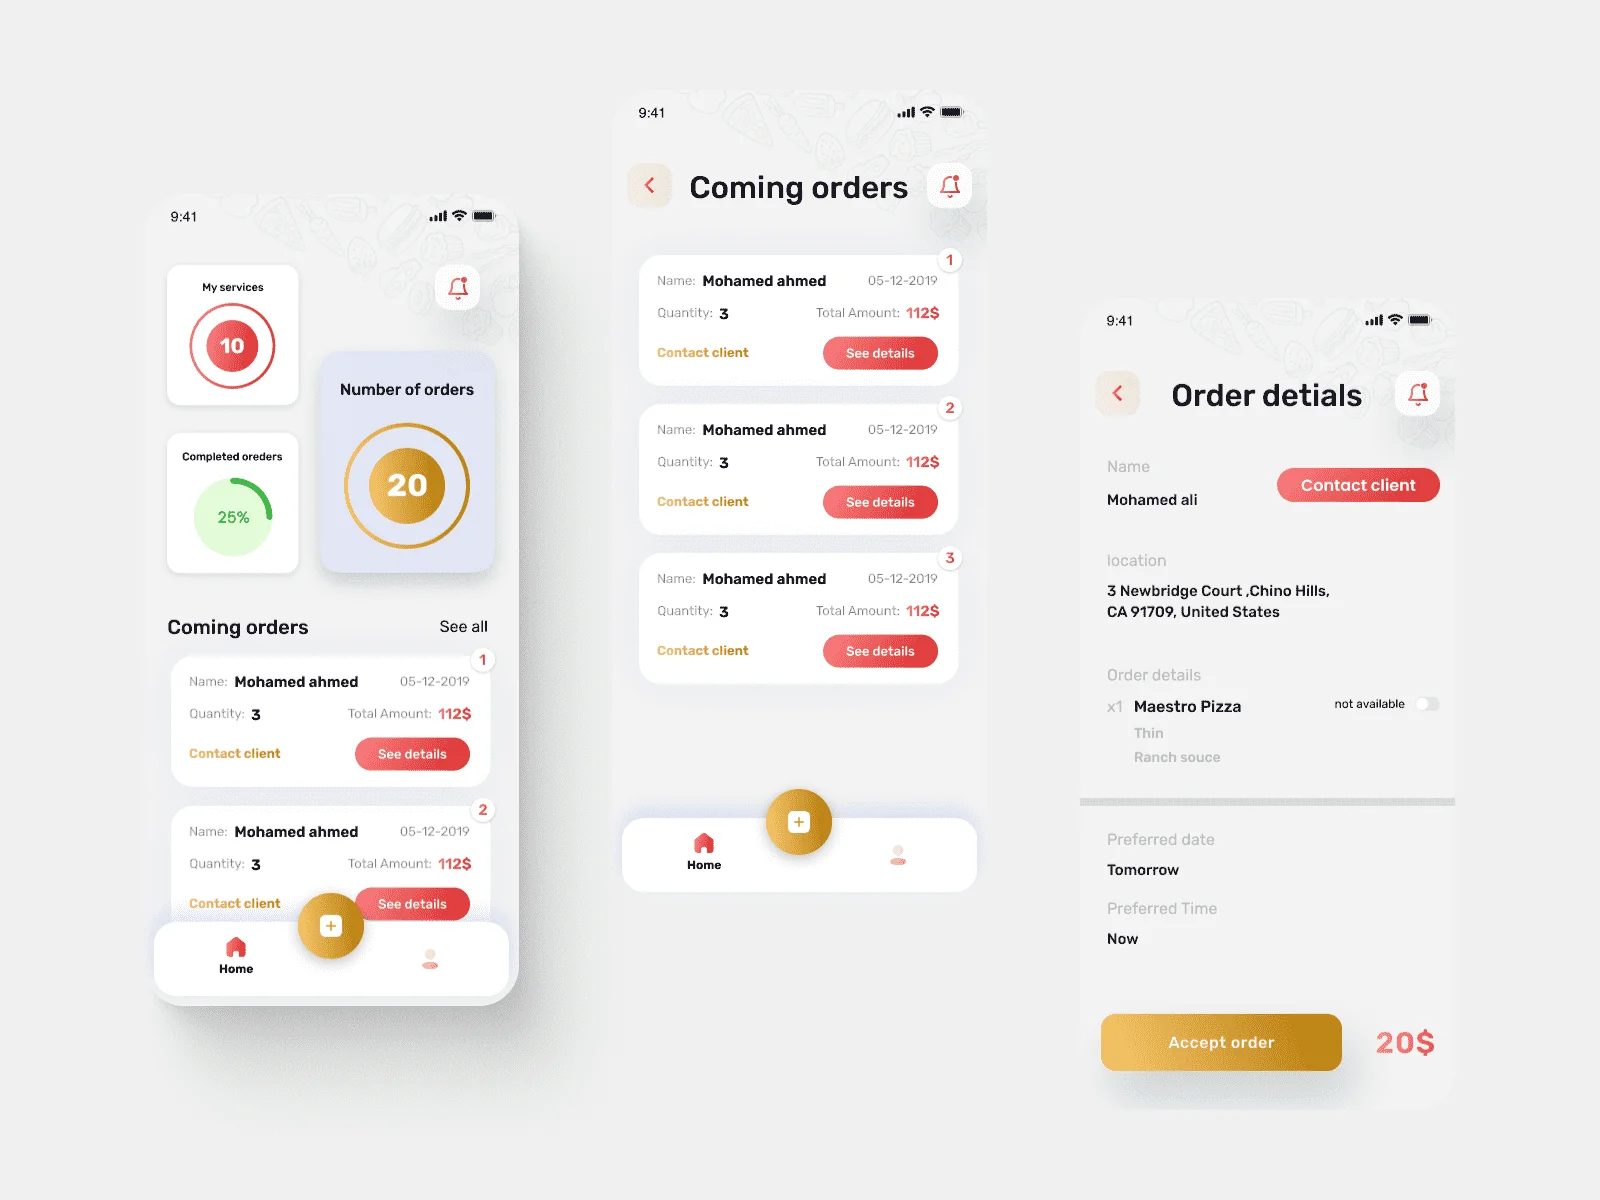 9:41
My services
10
Number of orders
20
Completed oreders
25%
Coming orders See all
1
Name: Mohamed ahmed 05-12-2019
Quantity: 3 Total Amount: 112$
Contact client See details
2
Name: Mohamed ahmed 05-12-2019
Quantity: 3 Total Amount: 112$
Contact client See details
Home
9:41
Coming orders
1
Name: Mohamed ahmed 05-12-2019
Quantity: 3 Total Amount: 112$
Contact client See details
2
Name: Mohamed ahmed 05-12-2019
Quantity: 3 Total Amount: 112$
Contact client See details
3
Name: Mohamed ahmed 05-12-2019
Quantity: 3 Total Amount: 112$
Contact client See details
Home
9:41
Order detials
Name
Mohamed ali
Contact client
location
3 Newbridge Court ,Chino Hills,
CA 91709, United States
Order details
x1 Maestro Pizza not available
Thin
Ranch souce
Preferred date
Tomorrow
Preferred Time
Now
Accept order 20$